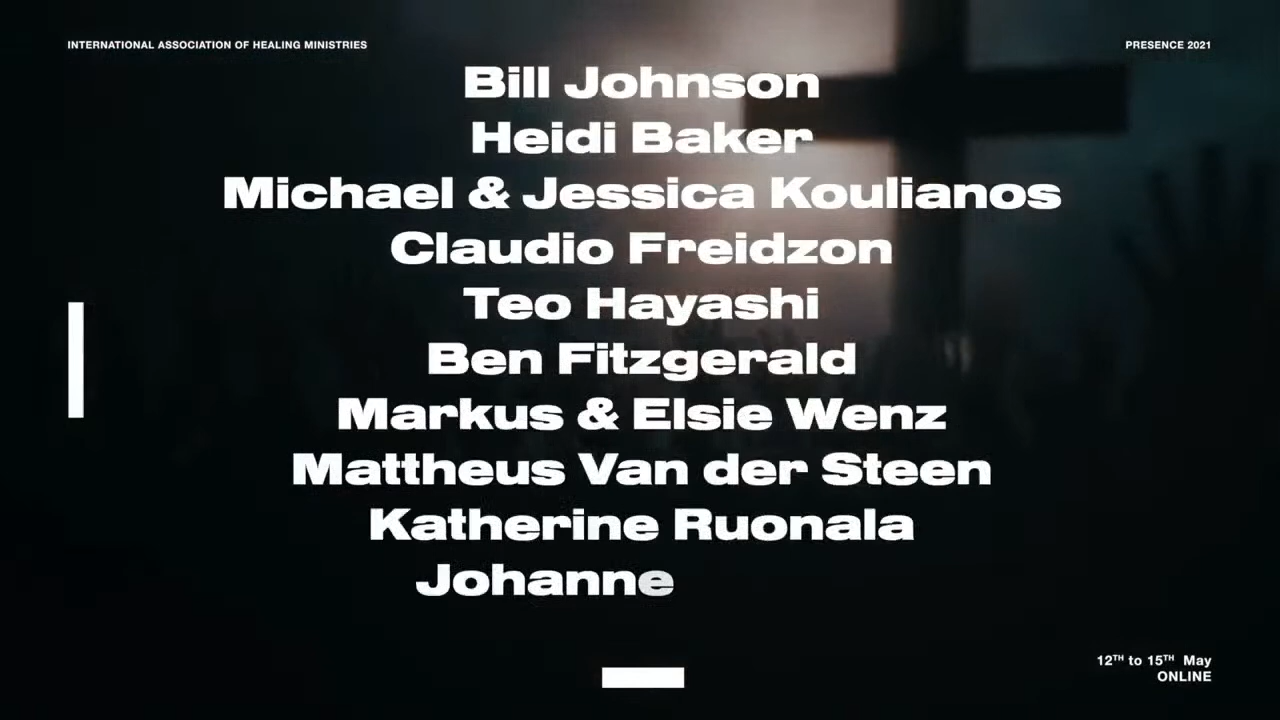 INTERNATIONAL ASSOCIATION OF HEALING MINISTRIES
PRESENCE 2021
Bill Johnson
Heidi Baker
Michael & Jessica Koulianos
Claudio Freidzon
Teo Hayashi
Ben Fitzgerald
Markus & Elsie Wenz
Mattheus Van der Steen
Katherine Ruonala
Johanne
12TH to 15TH May
ONLINE